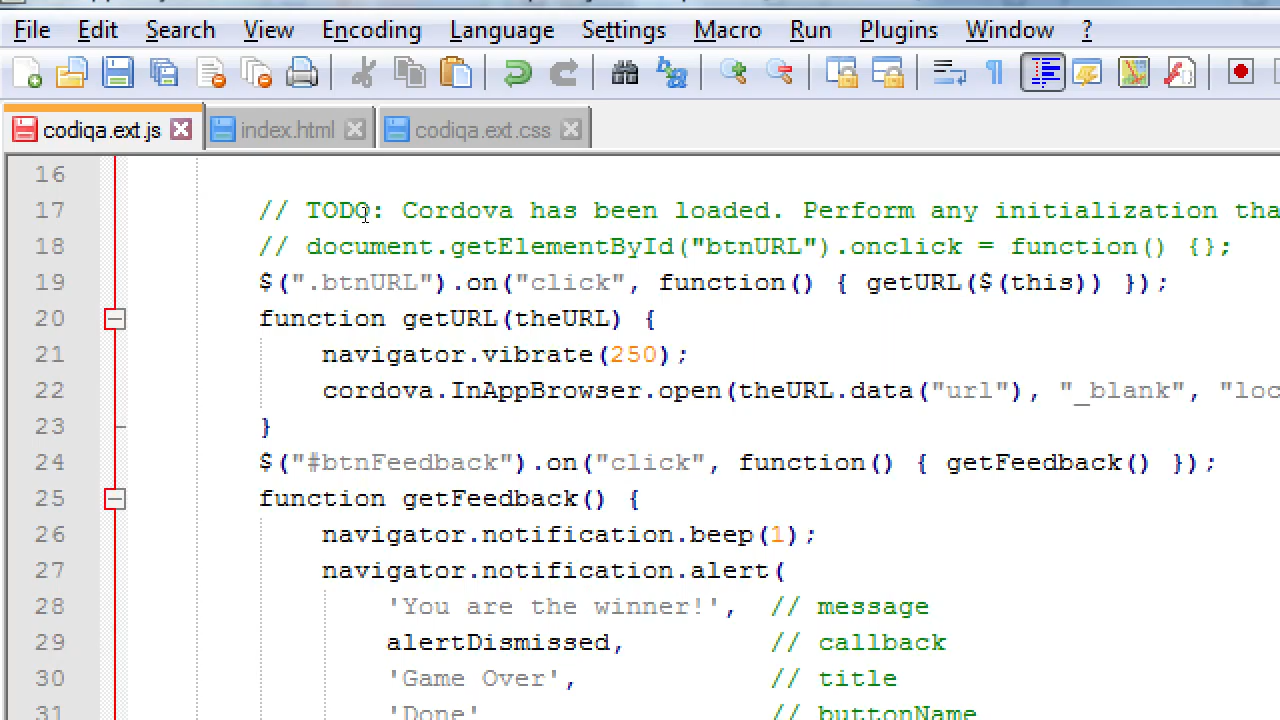 File Edit Search View Encoding Language Settings Macro Run Plugins Window ?
codiqa.ext.js index.html codiqa.ext.css
16
17 // TODO: Cordova has been loaded. Perform any initialization tha
18 // document.getElementById("btnURL").onclick = function() {};
19 $(".btnURL").on("click", function() { getURL($(this)) });
20 function getURL(theURL) {
21 navigator.vibrate(250);
22 cordova.InAppBrowser.open(theURL.data("url"), "_blank", "loc
23 }
24 $("#btnFeedback").on("click", function() { getFeedback() });
25 function getFeedback() {
26 navigator.notification.beep(1);
27 navigator.notification.alert(
28 'You are the winner!', // message
29 alertDismissed, // callback
30 'Game Over', // title
31 'Done' // buttonName